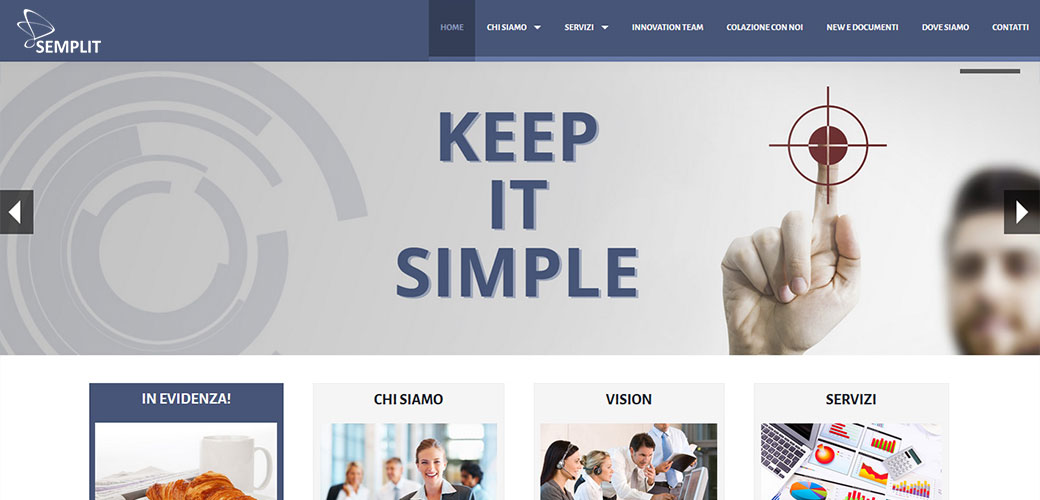 SEMPLIT
HOME CHI SIAMO SERVIZI INNOVATION TEAM COLAZIONE CON NOI NEW E DOCUMENTI DOVE SIAMO CONTATTI
KEEP
IT
SIMPLE
IN EVIDENZA! CHI SIAMO VISION SERVIZI